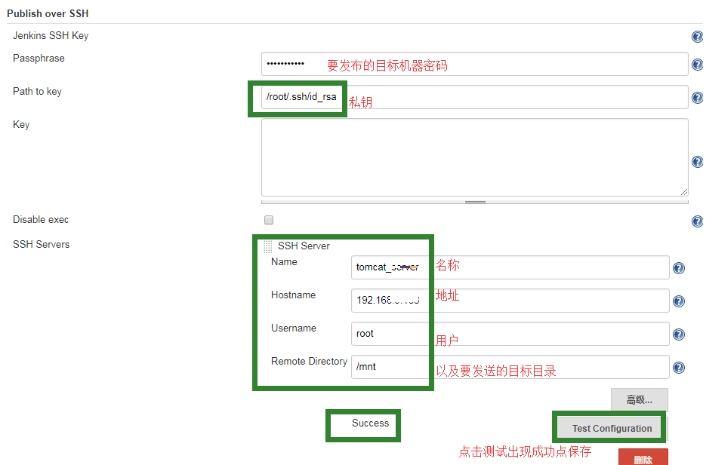 Publish over SSH
Jenkins SSH Key
Passphrase
••••••••••• 要发布的目标机器密码
Path to key
/root/.ssh/id_rsa 私钥
Key
Disable exec
SSH Servers
SSH Server
Name
tomcat_server 名称
Hostname
192.168. 地址
Username
root 用户
Remote Directory
/mnt 以及要发送的目标目录
高级...
Success
Test Configuration
点击测试出现成功点保存
删除